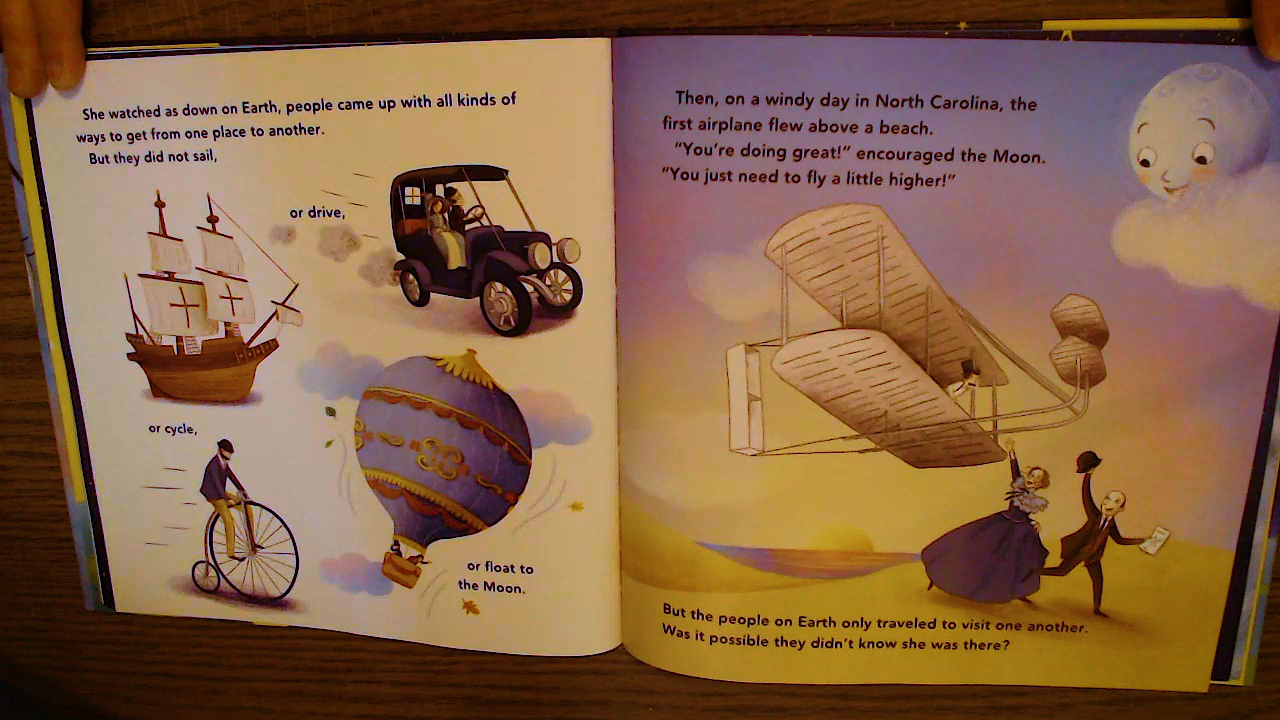 She watched as down on Earth, people came up with all kinds of
ways to get from one place to another.
But they did not sail,
or drive,
or cycle,
or float to
the Moon.
Then, on a windy day in North Carolina, the
first airplane flew above a beach.
“You’re doing great!” encouraged the Moon.
“You just need to fly a little higher!”
But the people on Earth only traveled to visit one another.
Was it possible they didn’t know she was there?